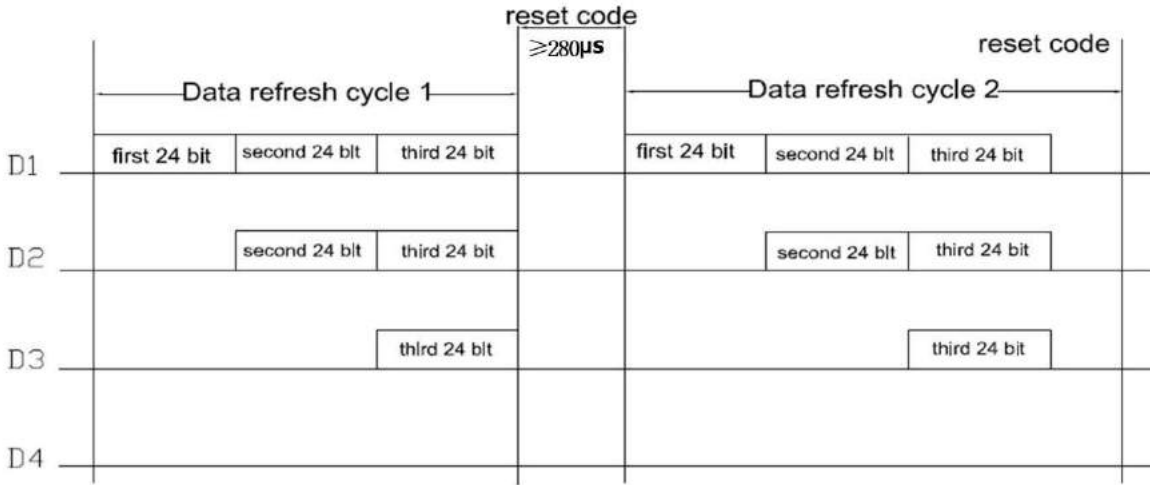 reset code
≥280μs
reset code
Data refresh cycle 1
Data refresh cycle 2
D1 first 24 bit second 24 blt third 24 bit first 24 bit second 24 blt third 24 bit
D2 second 24 blt third 24 bit second 24 blt third 24 bit
D3 thlrd 24 blt third 24 bit
D4